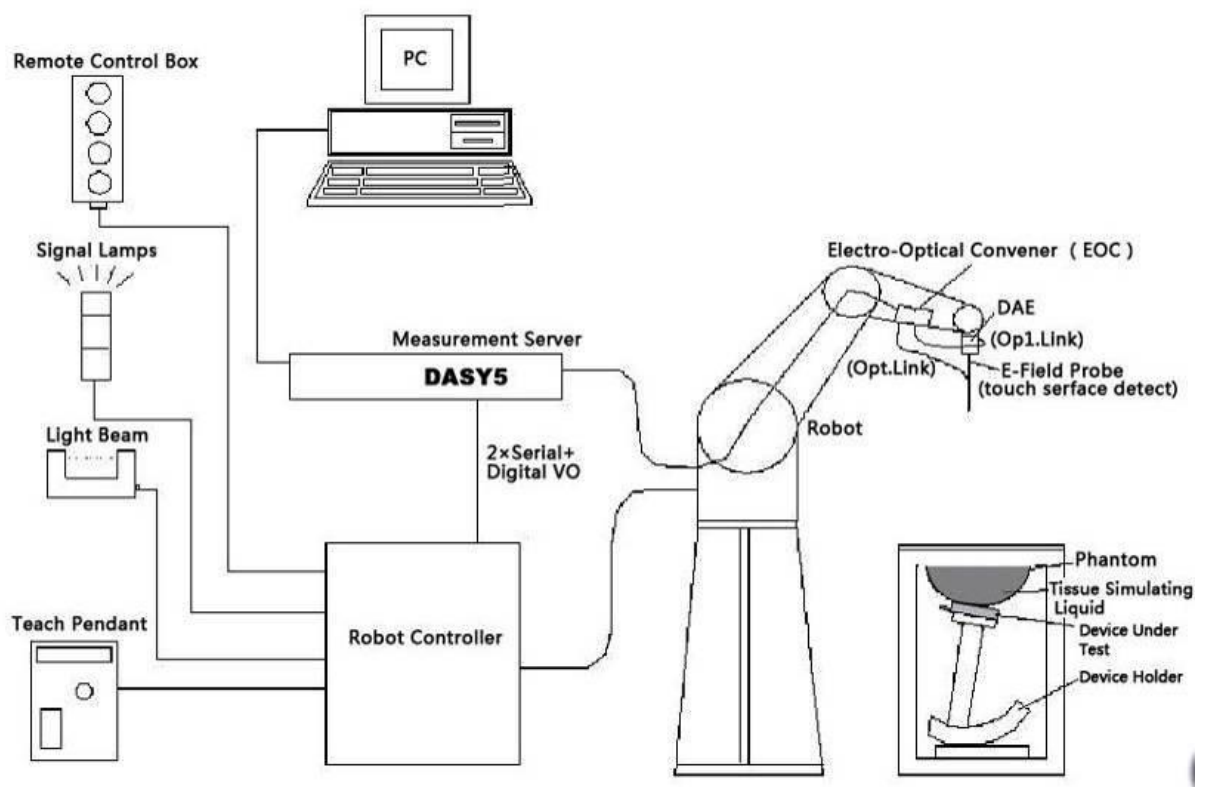 PC
Remote Control Box
Signal Lamps
Electro-Optical Convener （ EOC ）
DAE
(Op1.Link)
(Opt.Link)
E-Field Probe
(touch serface detect)
Measurement Server
DASY5
Robot
Light Beam
2×Serial+
Digital VO
Phantom
Tissue Simulating
Liquid
Device Under
Test
Device Holder
Teach Pendant
Robot Controller